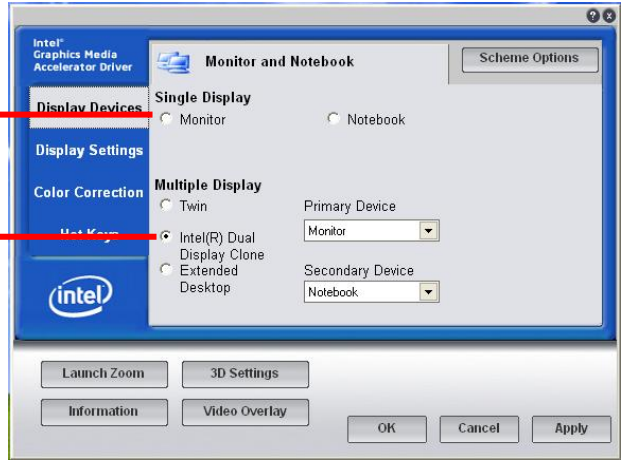 Intel®
Graphics Media
Accelerator Driver
Monitor and Notebook
Scheme Options
Display Devices
Display Settings
Color Correction
Hot Keys
intel
Single Display
Monitor
Notebook
Multiple Display
Twin
Intel(R) Dual
Display Clone
Extended
Desktop
Primary Device
Monitor
Secondary Device
Notebook
Launch Zoom
3D Settings
Information
Video Overlay
OK
Cancel
Apply